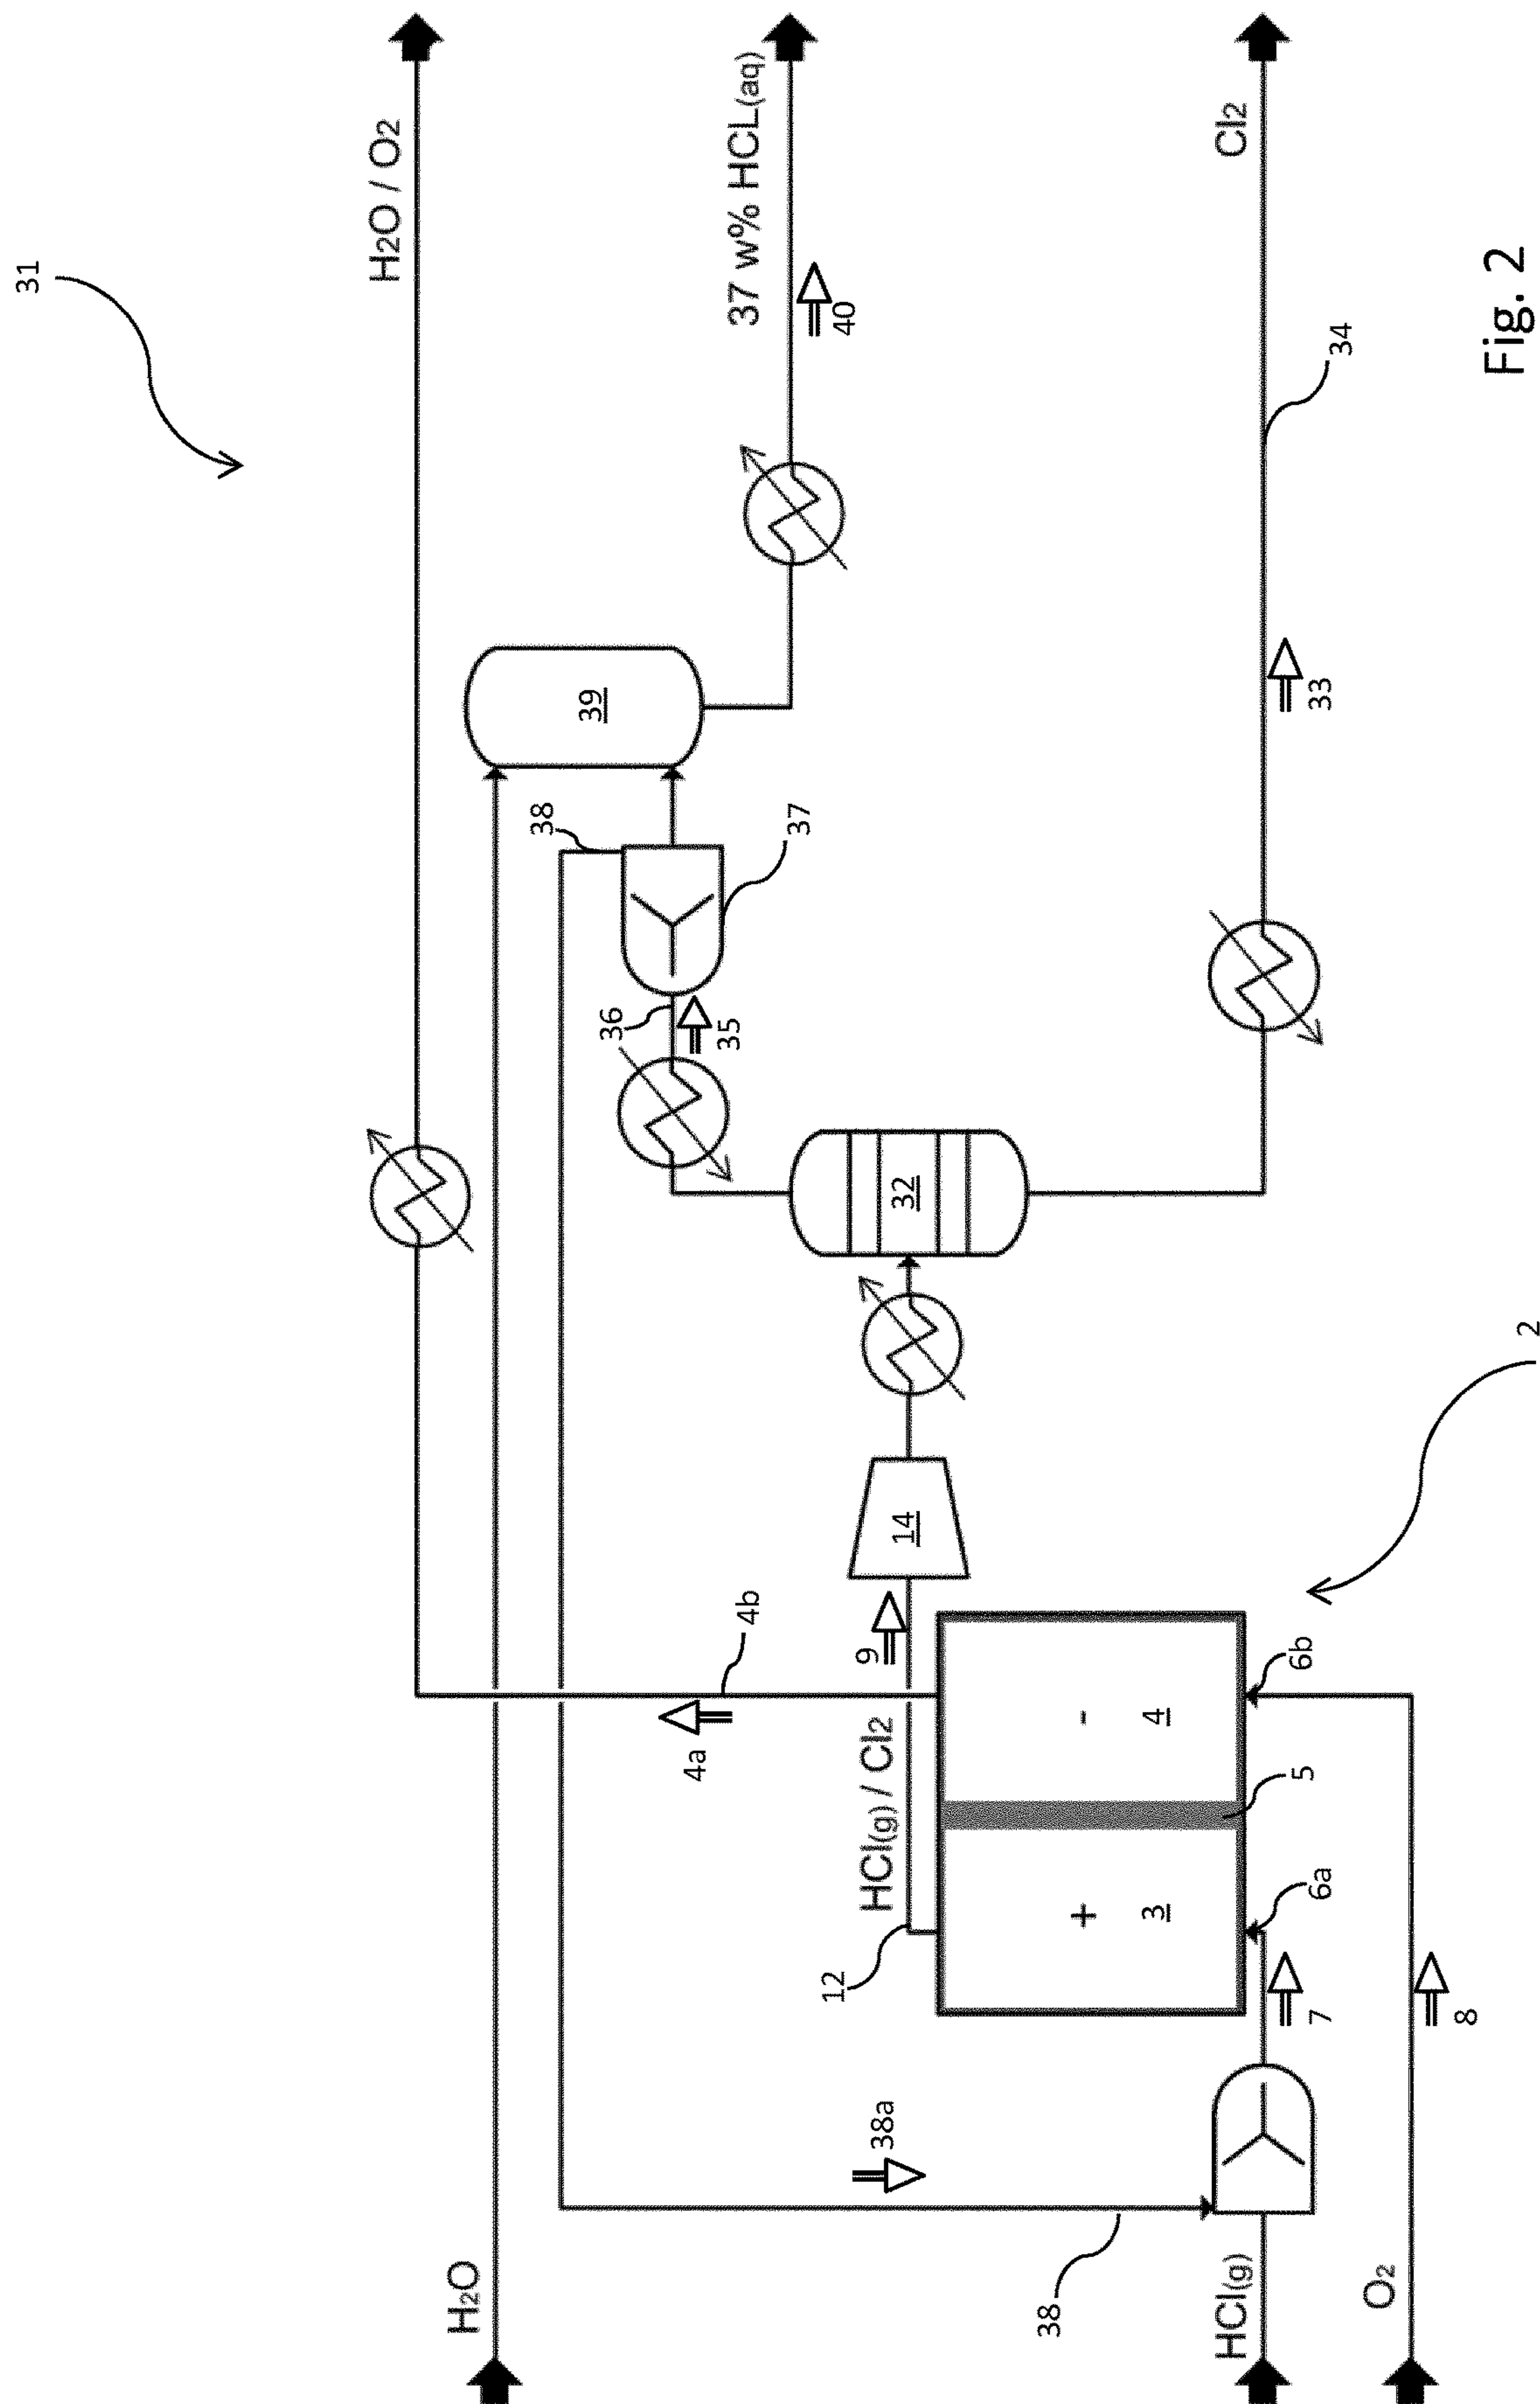 31
H2O / O2
37 w% HCL(aq)
40
Cl2
34
33
39
38
37
36
35
32
14
9
4b
4a
HCl(g) / Cl2
12
+
3
-
4
5
6a
6b
7
8
2
38a
38
H2O
HCl(g)
O2
Fig. 2